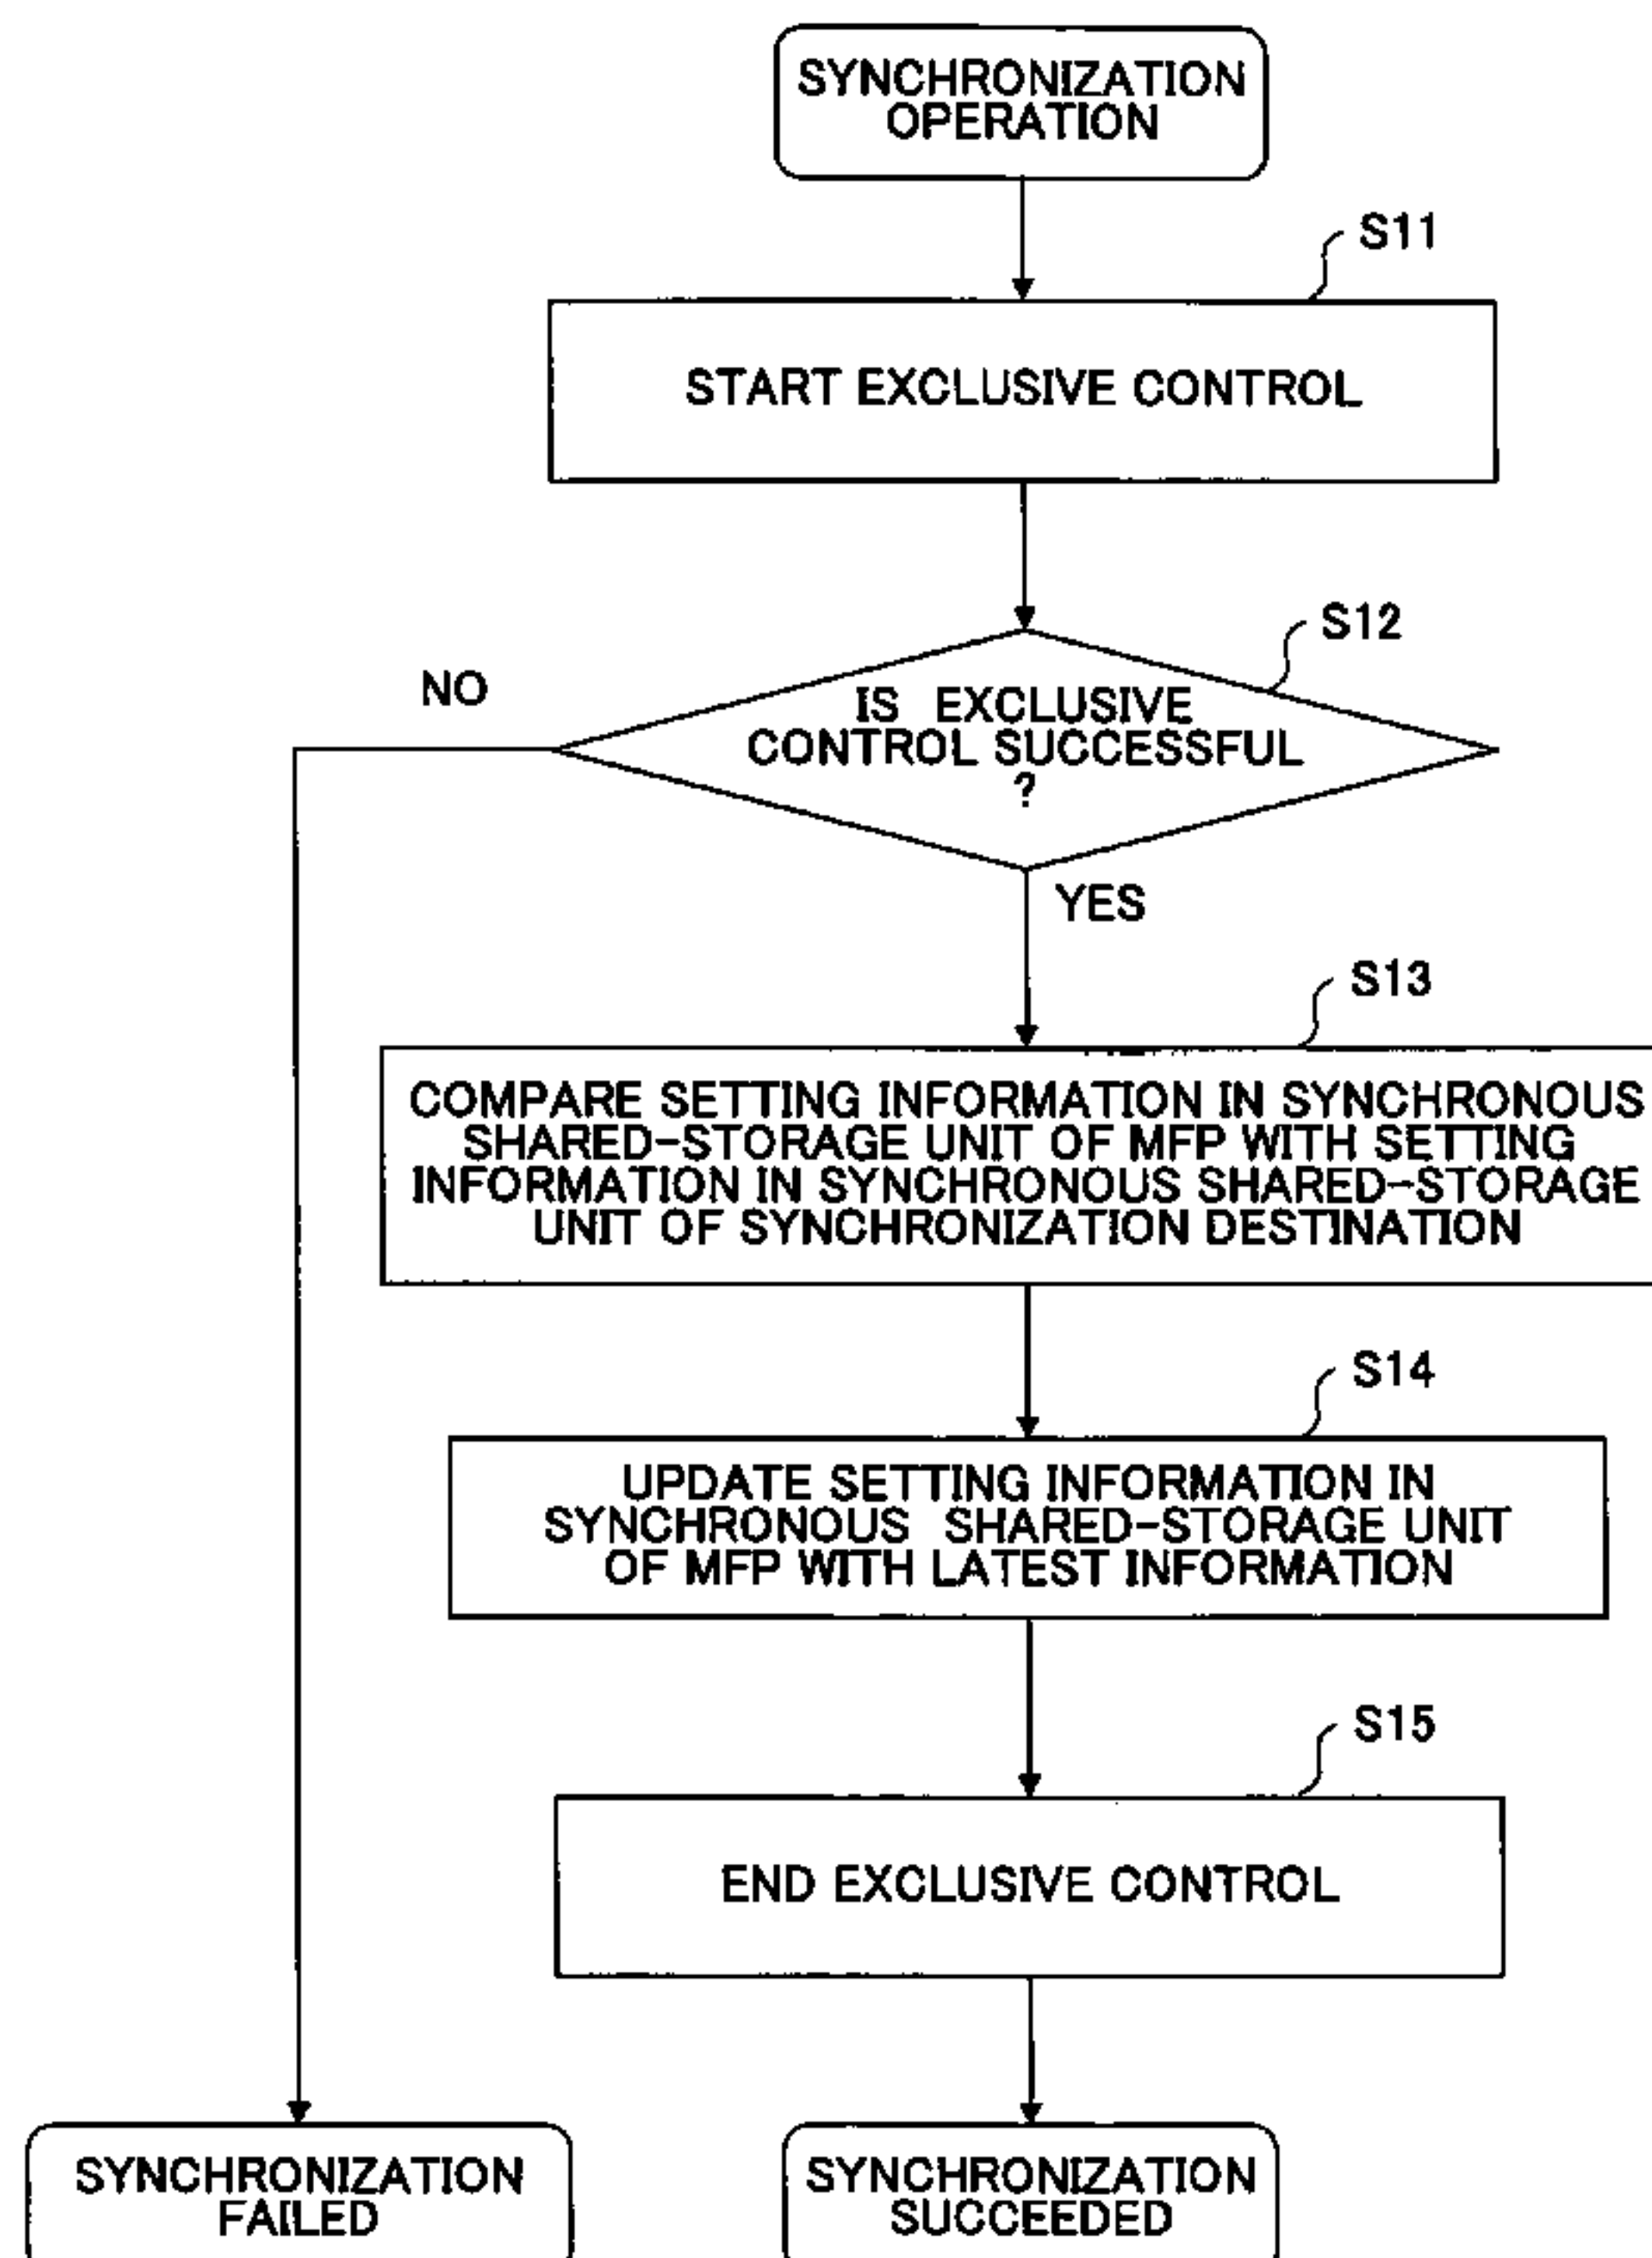 SYNCHRONIZATION
OPERATION
S11
START EXCLUSIVE CONTROL
S12
NO
IS EXCLUSIVE
CONTROL SUCCESSFUL
?
YES
S13
COMPARE SETTING INFORMATION IN SYNCHRONOUS
SHARED-STORAGE UNIT OF MFP WITH SETTING
INFORMATION IN SYNCHRONOUS SHARED-STORAGE
UNIT OF SYNCHRONIZATION DESTINATION
S14
UPDATE SETTING INFORMATION IN
SYNCHRONOUS SHARED-STORAGE UNIT
OF MFP WITH LATEST INFORMATION
S15
END EXCLUSIVE CONTROL
SYNCHRONIZATION
FAILED
SYNCHRONIZATION
SUCCEEDED